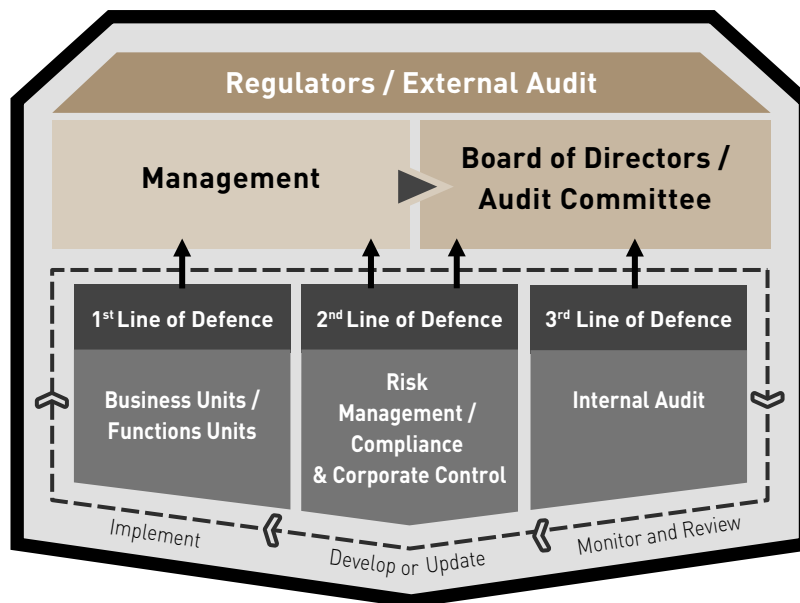 Regulators / External Audit
Management
Board of Directors /
Audit Committee
1st Line of Defence
2nd Line of Defence
3rd Line of Defence
Business Units /
Functions Units
Risk
Management /
Compliance
& Corporate Control
Internal Audit
Implement
Develop or Update
Monitor and Review